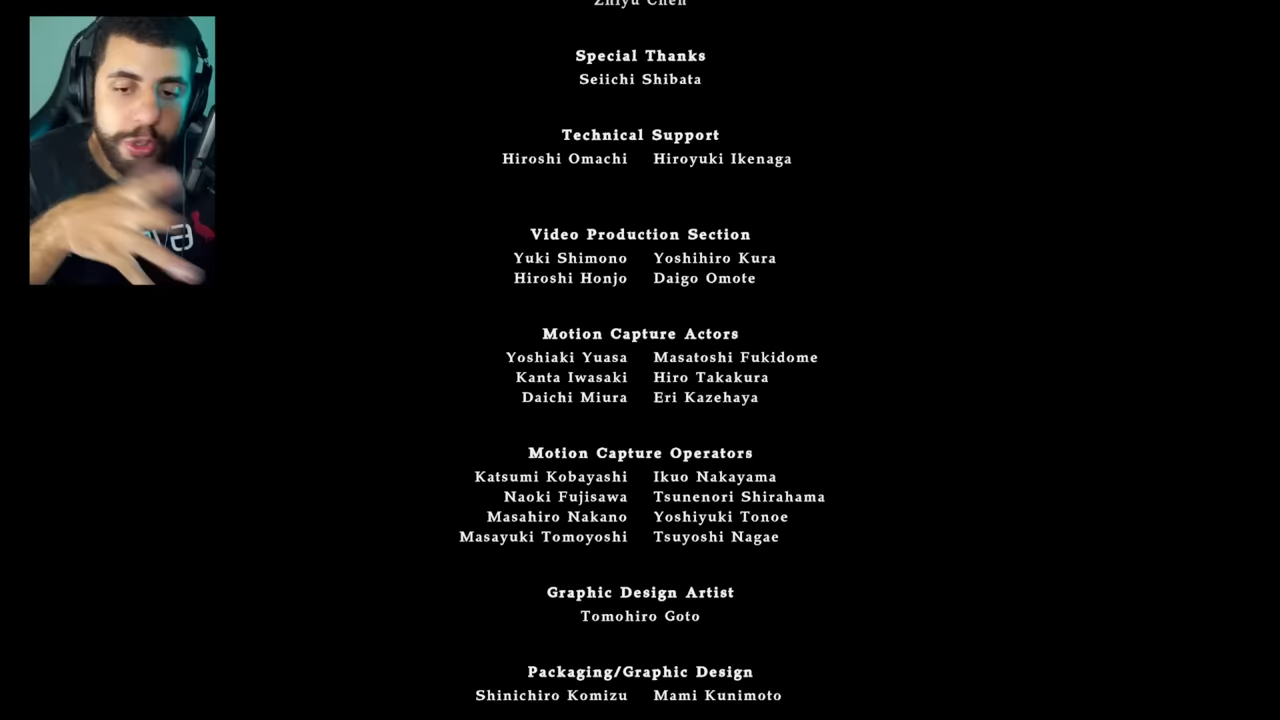 Zhiyu Chen
Special Thanks
Seiichi Shibata
Technical Support
Hiroshi Omachi Hiroyuki Ikenaga
Video Production Section
Yuki Shimono Yoshihiro Kura
Hiroshi Honjo Daigo Omote
Motion Capture Actors
Yoshiaki Yuasa Masatoshi Fukidome
Kanta Iwasaki Hiro Takakura
Daichi Miura Eri Kazehaya
Motion Capture Operators
Katsumi Kobayashi Ikuo Nakayama
Naoki Fujisawa Tsunenori Shirahama
Masahiro Nakano Yoshiyuki Tonoe
Masayuki Tomoyoshi Tsuyoshi Nagae
Graphic Design Artist
Tomohiro Goto
Packaging/Graphic Design
Shinichiro Komizu Mami Kunimoto